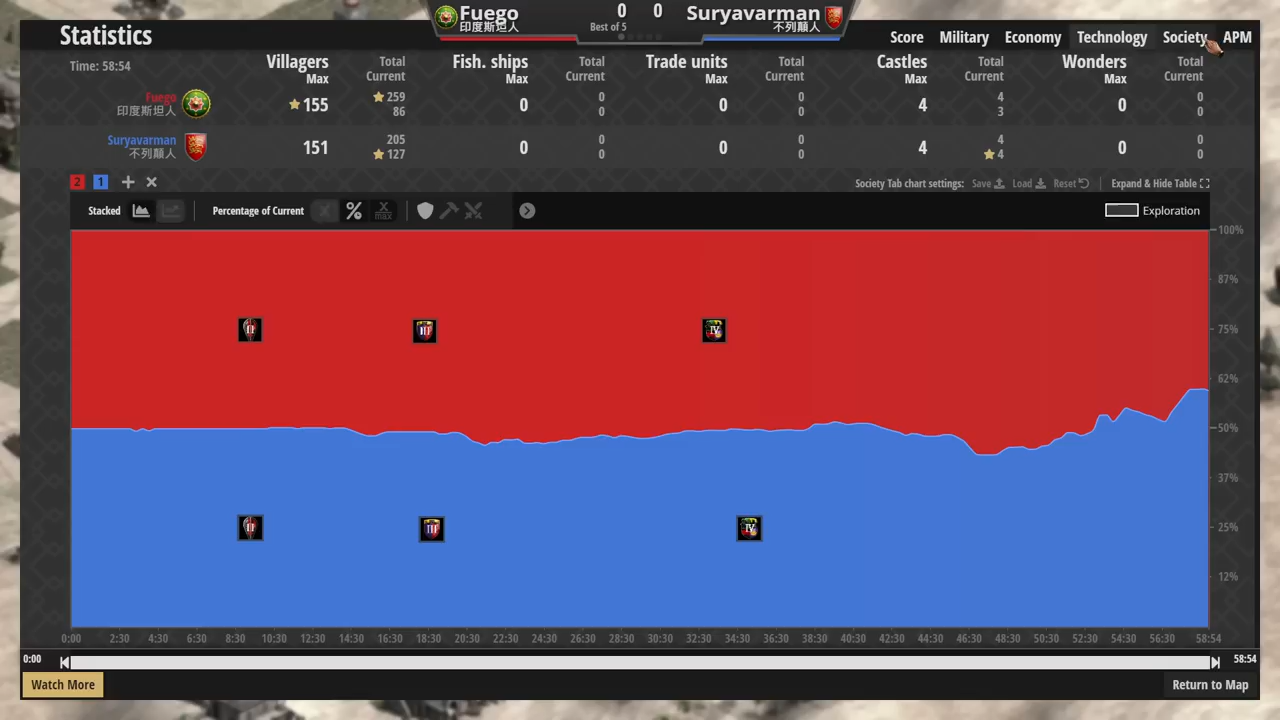 Fuego 0 0 Suryavarman
印度斯坦人 Best of 5 不列顛人
Statistics
Score Military Economy Technology Society APM
Time: 58:54
Villagers Max Total Current Fish. ships Max Total Current Trade units Max Total Current Castles Max Total Current Wonders Max Total Current
Fuego 印度斯坦人 155 259 86 0 0 0 0 0 0 4 4 3 0 0 0
Suryavarman 不列顛人 151 205 127 0 0 0 0 0 0 4 4 4 0 0 0
2 1 Society Tab chart settings: Save Load Reset Expand & Hide Table
Stacked Percentage of Current X % X max Exploration
100%
87%
II III IV 75%
62%
50%
37%
II III IV 25%
12%
0:00 2:30 4:30 6:30 8:30 10:30 12:30 14:30 16:30 18:30 20:30 22:30 24:30 26:30 28:30 30:30 32:30 34:30 36:30 38:30 40:30 42:30 44:30 46:30 48:30 50:30 52:30 54:30 56:30 58:54
0:00 58:54
Watch More Return to Map